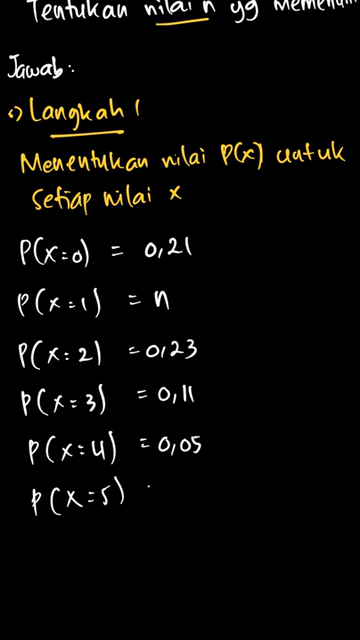 Tentukan nilai n yg
Jawab:
•) Langkah 1
Menentukan nilai P(x) untuk
setiap nilai x
P(x=0) = 0,21
P(x=1) = n
P(x=2) = 0,23
P(x=3) = 0,11
P(x=4) = 0,05
P(x=5)